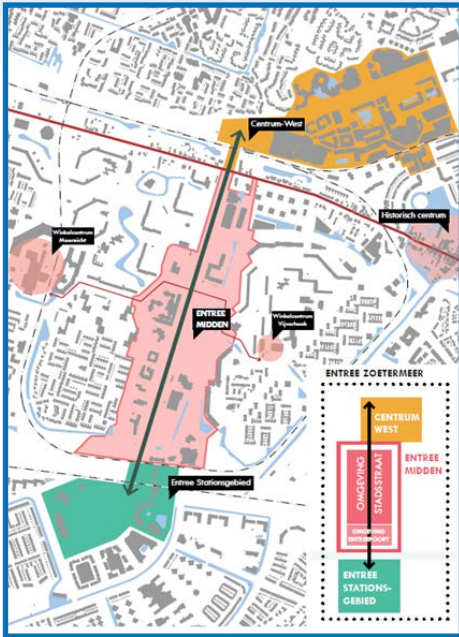 Centrum-West
Historisch centrum
Winkelcentrum
Meerzicht
ENTREE
MIDDEN
Winkelcentrum
Vijverhoek
Entree Stationsgebied
ENTREE ZOETERMEER
CENTRUM
WEST
ENTREE
MIDDEN
OMGEVING
STADSSTRAAT
OMGEVING
ENTREEPOORT
ENTREE
STATIONS-
GEBIED